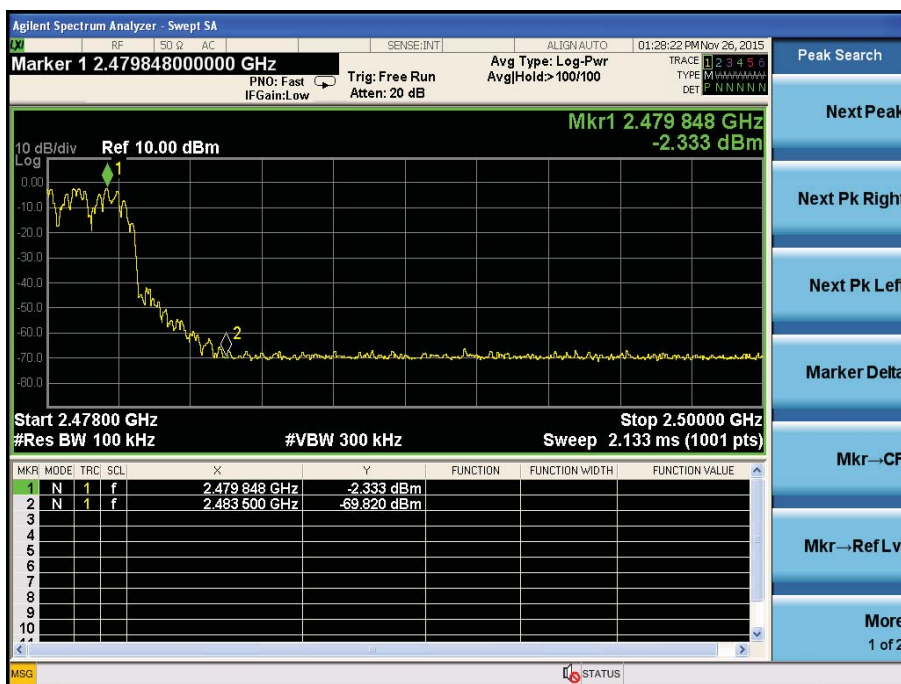 Agilent Spectrum Analyzer - Swept SA
LXI RF 50 Ω AC SENSE:INT ALIGN AUTO 01:28:22 PM Nov 26, 2015
Marker 1 2.479848000000 GHz
PNO: Fast
IFGain:Low
Trig: Free Run
Atten: 20 dB
Avg Type: Log-Pwr
Avg|Hold:>100/100
TRACE 1 2 3 4 5 6
TYPE M
DET P N N N N N
Mkr1 2.479 848 GHz
-2.333 dBm
10 dB/div Ref 10.00 dBm
Log
1
0.00
-10.0
-20.0
-30.0
-40.0
-50.0
-60.0
2
-70.0
-80.0
Start 2.47800 GHz Stop 2.50000 GHz
#Res BW 100 kHz #VBW 300 kHz Sweep 2.133 ms (1001 pts)
MKR MODE TRC SCL X Y FUNCTION FUNCTION WIDTH FUNCTION VALUE
1 N 1 f 2.479 848 GHz -2.333 dBm
2 N 1 f 2.483 500 GHz -69.820 dBm
3
4
5
6
7
8
9
10
11
MSG STATUS
Peak Search
Next Peak
Next Pk Right
Next Pk Left
Marker Delta
Mkr→CF
Mkr→Ref Lv
More
1 of 2